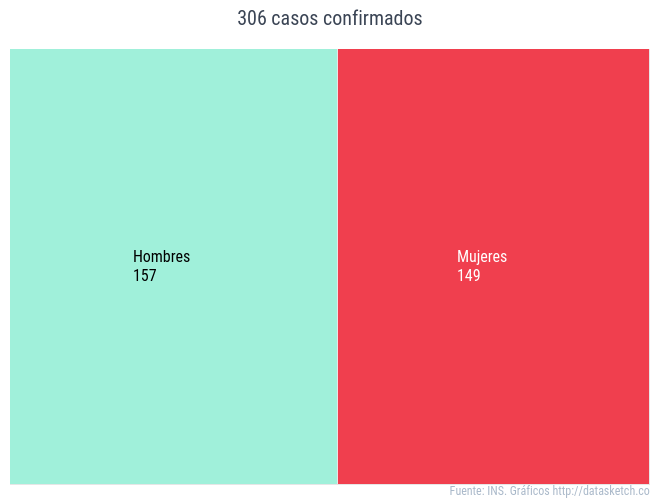 306 casos confirmados
Hombres
157
Mujeres
149
Fuente: INS. Gráficos http://datasketch.co